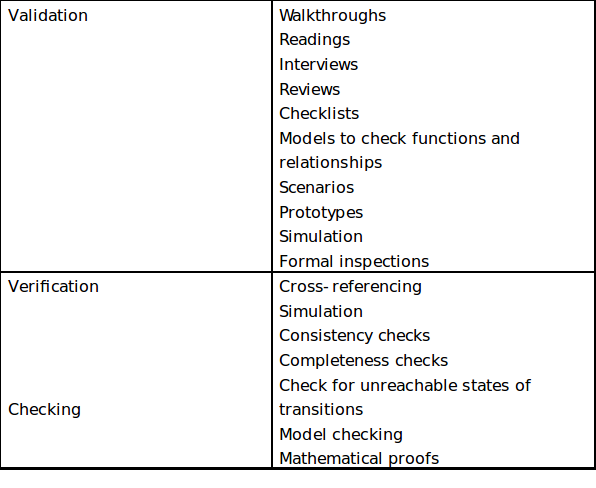 Validation
Walkthroughs
Readings
Interviews
Reviews
Checklists
Models to check functions and
relationships
Scenarios
Prototypes
Simulation
Formal inspections
Verification
Cross-referencing
Simulation
Consistency checks
Completeness checks
Check for unreachable states of
Checking
transitions
Model checking
Mathematical proofs